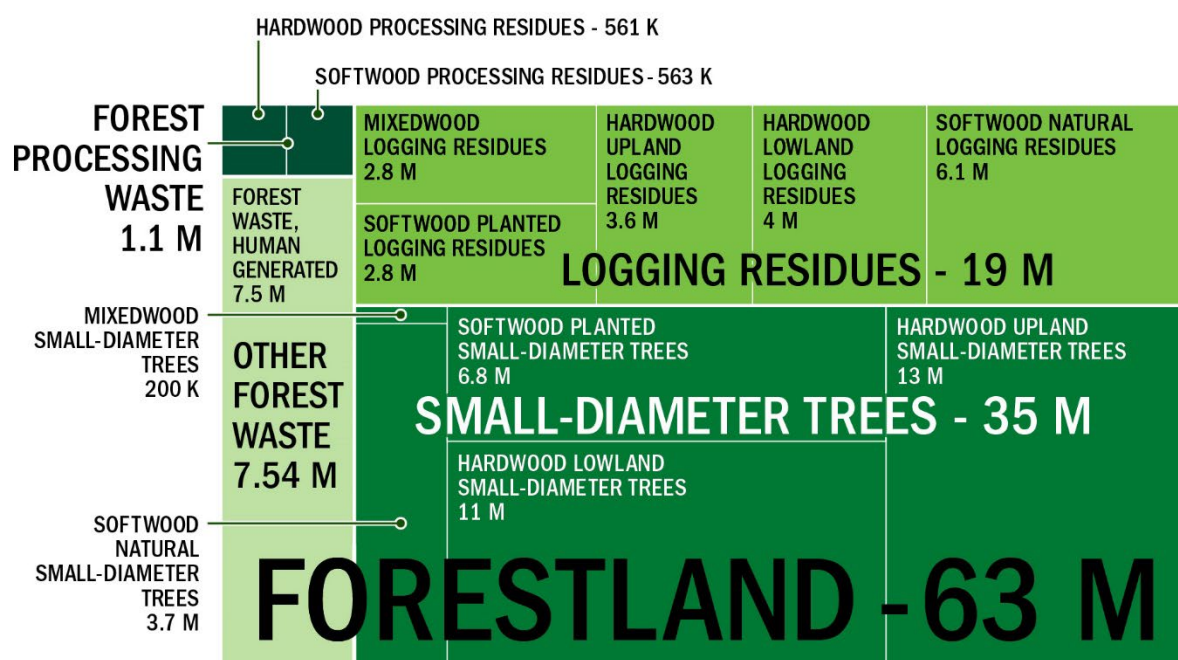 HARDWOOD PROCESSING RESIDUES - 561 K
SOFTWOOD PROCESSING RESIDUES - 563 K
FOREST
PROCESSING
WASTE
1.1 M
MIXEDWOOD
LOGGING RESIDUES
2.8 M
SOFTWOOD PLANTED
LOGGING RESIDUES
2.8 M
HARDWOOD
UPLAND
LOGGING
RESIDUES
3.6 M
HARDWOOD
LOWLAND
LOGGING
RESIDUES
4 M
SOFTWOOD NATURAL
LOGGING RESIDUES
6.1 M
LOGGING RESIDUES - 19 M
FOREST
WASTE,
HUMAN
GENERATED
7.5 M
OTHER
FOREST
WASTE
7.54 M
MIXEDWOOD
SMALL-DIAMETER
TREES
200 K
SOFTWOOD PLANTED
SMALL-DIAMETER TREES
6.8 M
HARDWOOD UPLAND
SMALL-DIAMETER TREES
13 M
SMALL-DIAMETER TREES - 35 M
HARDWOOD LOWLAND
SMALL-DIAMETER TREES
11 M
SOFTWOOD
NATURAL
SMALL-DIAMETER
TREES
3.7 M
FORESTLAND - 63 M